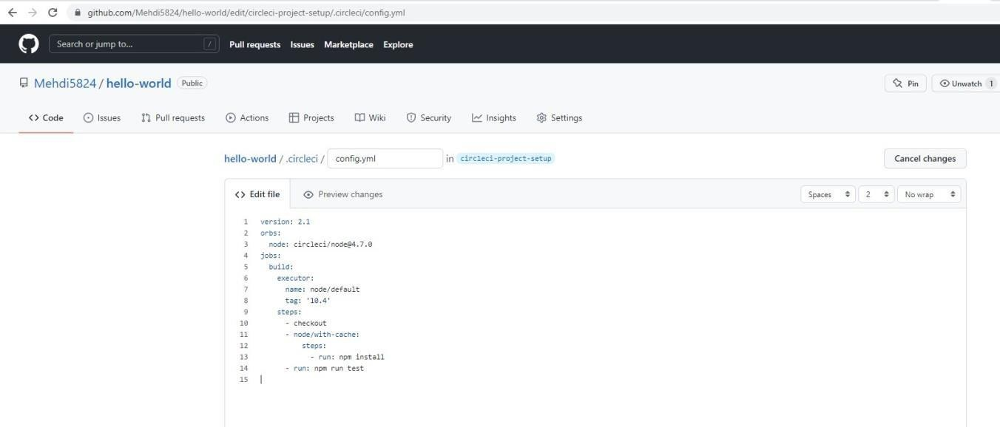 github.com/Mehdi5824/hello-world/edit/circleci-project-setup/.circleci/config.yml
Search or jump to... / Pull requests Issues Marketplace Explore
Mehdi5824 / hello-world Public Pin Unwatch 1
Code Issues Pull requests Actions Projects Wiki Security Insights Settings
hello-world / .circleci / config.yml in circleci-project-setup Cancel changes
<> Edit file Preview changes Spaces 2 No wrap
1 version: 2.1
2 orbs:
3   node: circleci/node@4.7.0
4 jobs:
5   build:
6     executor:
7       name: node/default
8       tag: '10.4'
9     steps:
10       - checkout
11       - node/with-cache:
12           steps:
13             - run: npm install
14       - run: npm run test
15